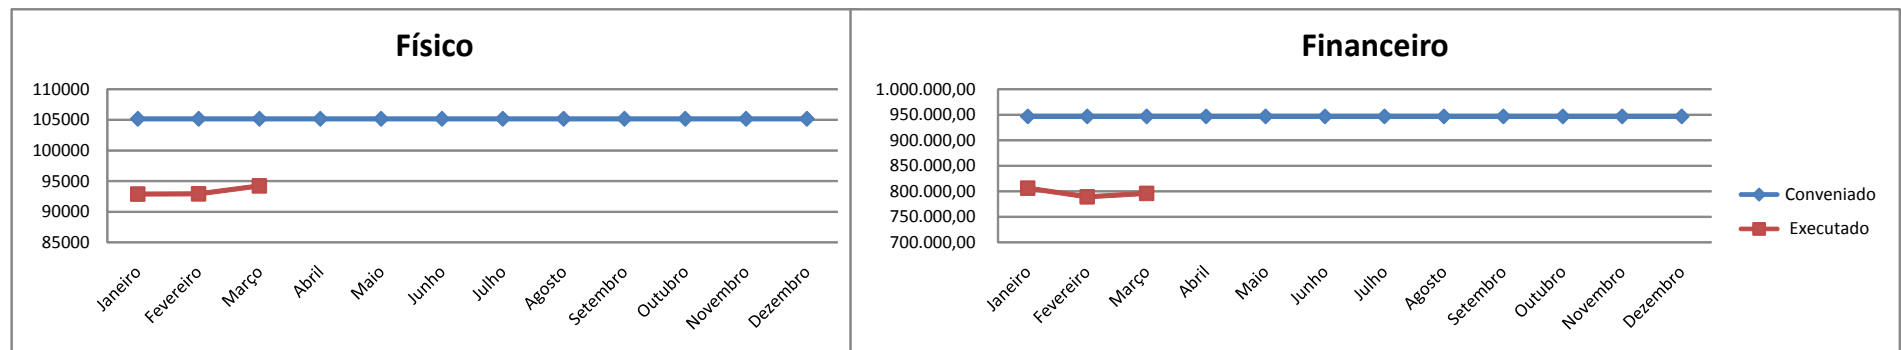 Físico
110000
105000
100000
95000
90000
85000
Janeiro
Fevereiro
Março
Abril
Maio
Junho
Julho
Agosto
Setembro
Outubro
Novembro
Dezembro
Financeiro
1.000.000,00
950.000,00
900.000,00
850.000,00
800.000,00
750.000,00
700.000,00
Janeiro
Fevereiro
Março
Abril
Maio
Junho
Julho
Agosto
Setembro
Outubro
Novembro
Dezembro
Conveniado
Executado